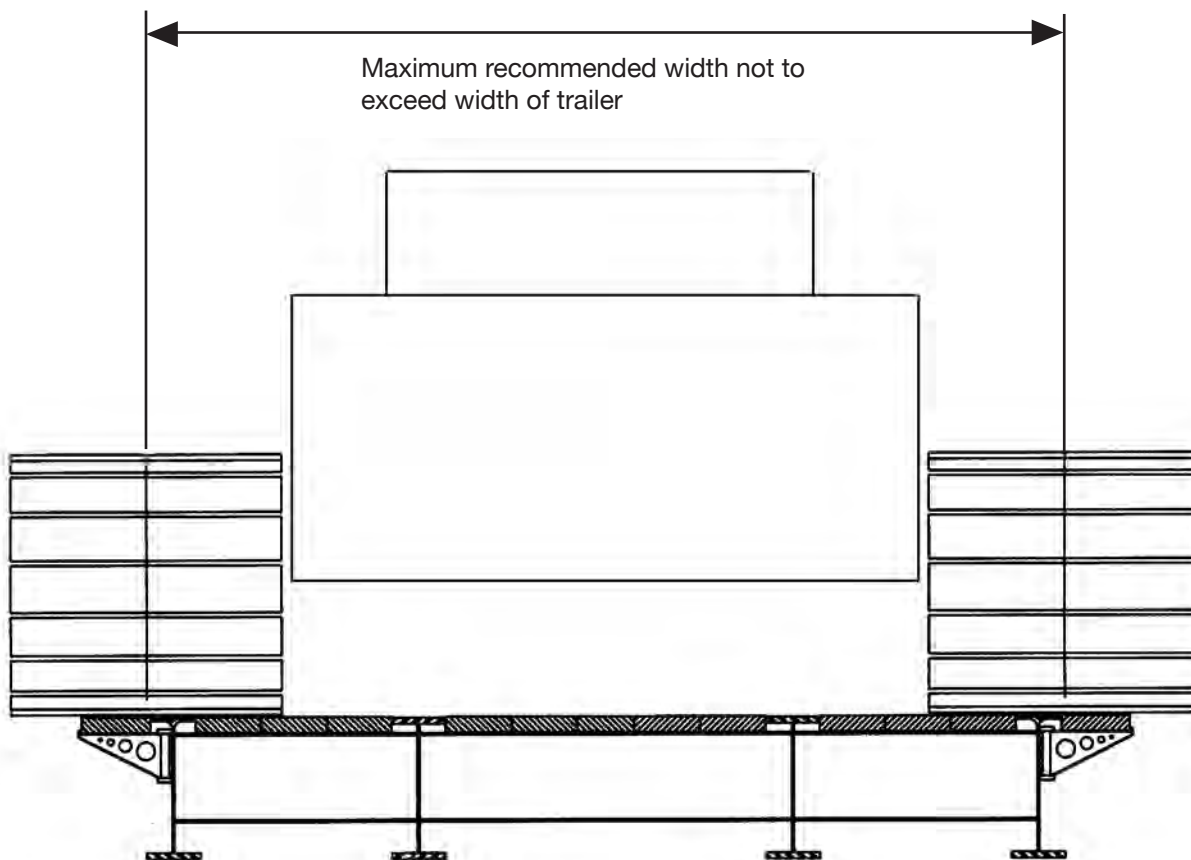 Maximum recommended width not to
exceed width of trailer